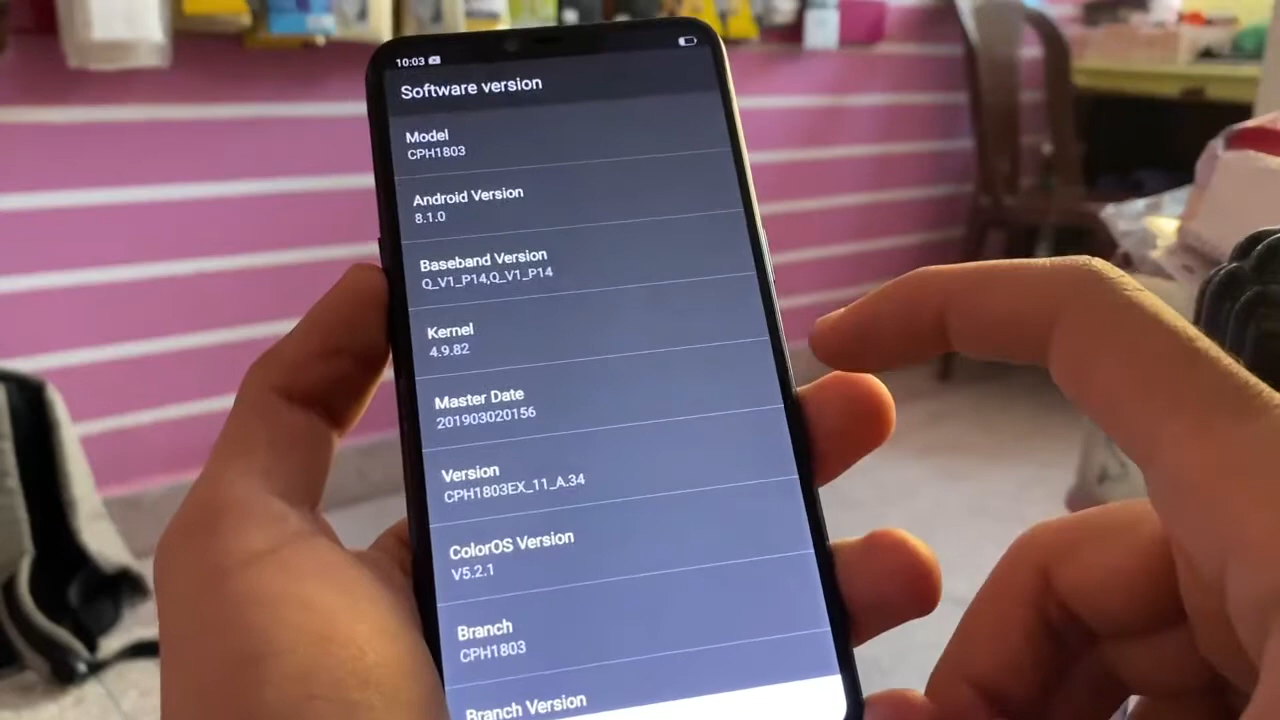 10:03
Software version
Model
CPH1803
Android Version
8.1.0
Baseband Version
Q_V1_P14,Q_V1_P14
Kernel
4.9.82
Master Date
201903020156
Version
CPH1803EX_11_A.34
ColorOS Version
V5.2.1
Branch
CPH1803
Branch Version